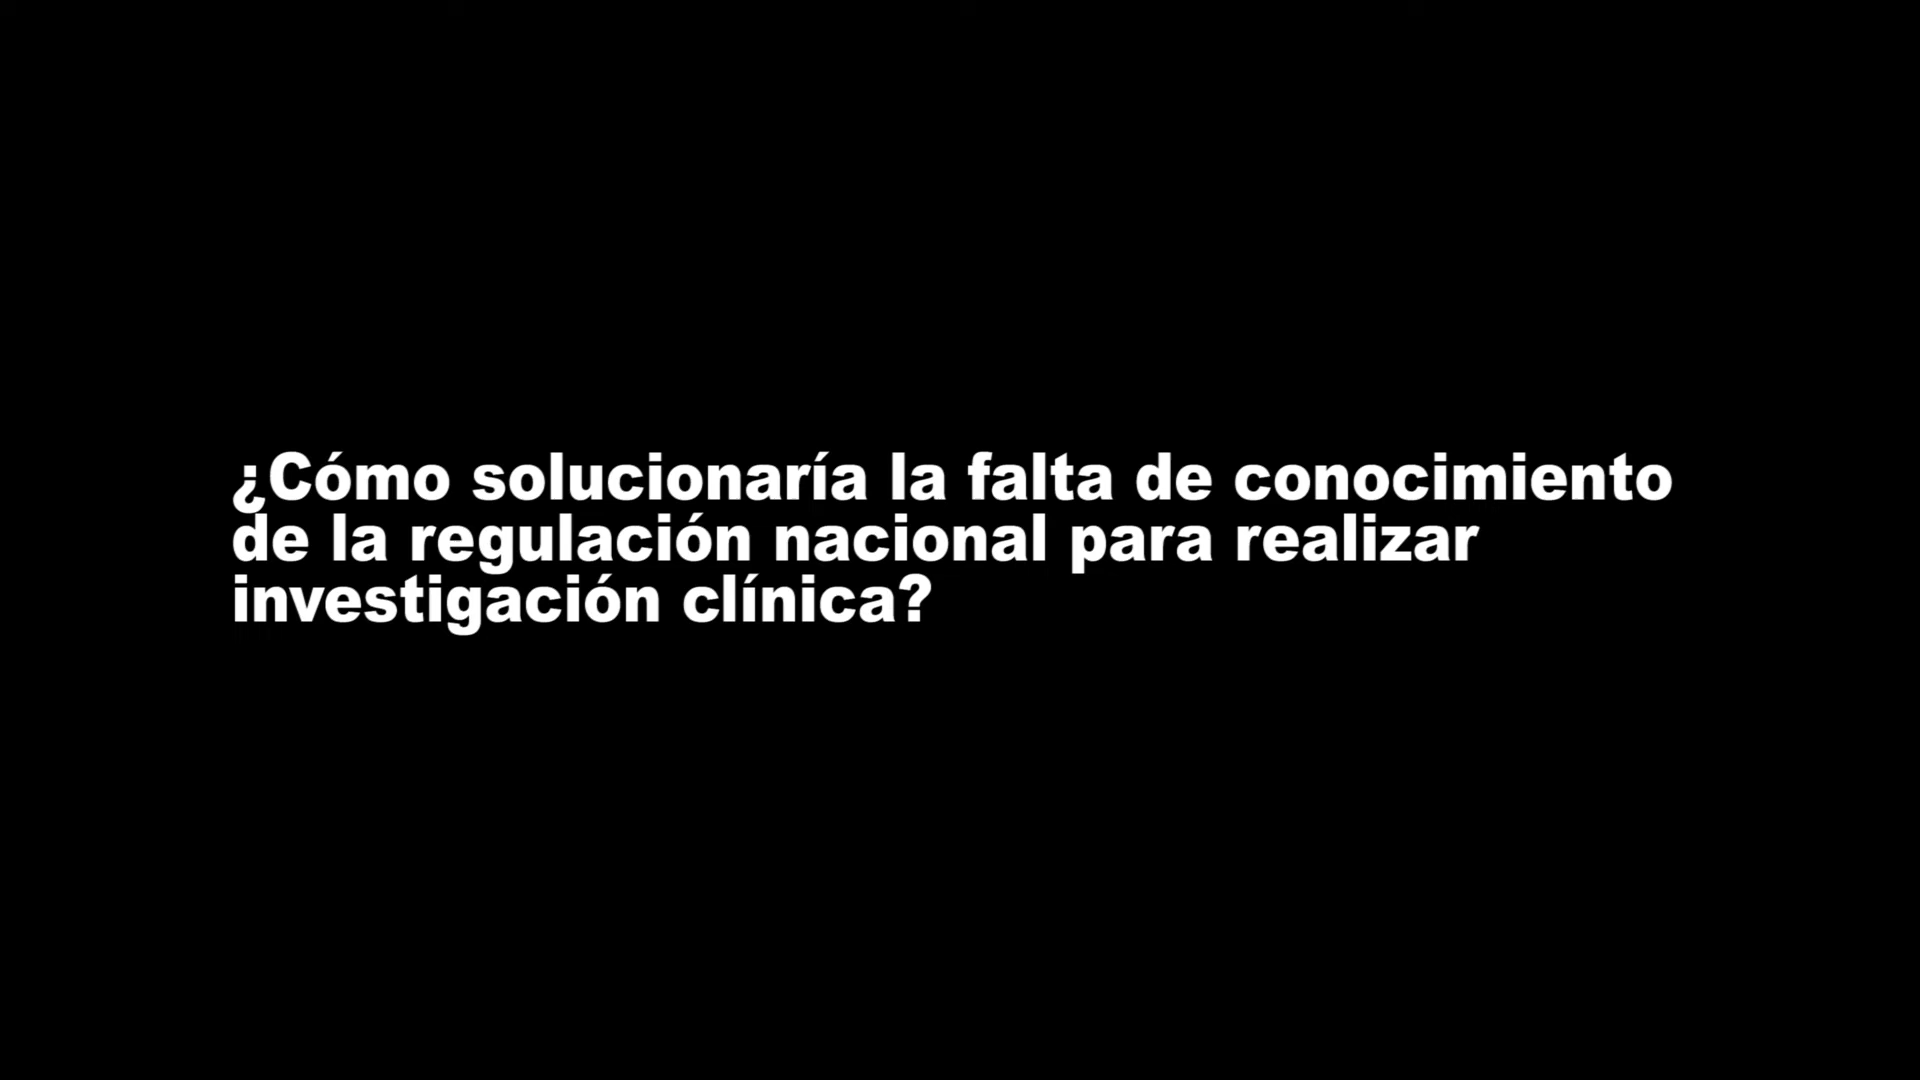 ¿Cómo solucionaría la falta de conocimiento
de la regulación nacional para realizar
investigación clínica?